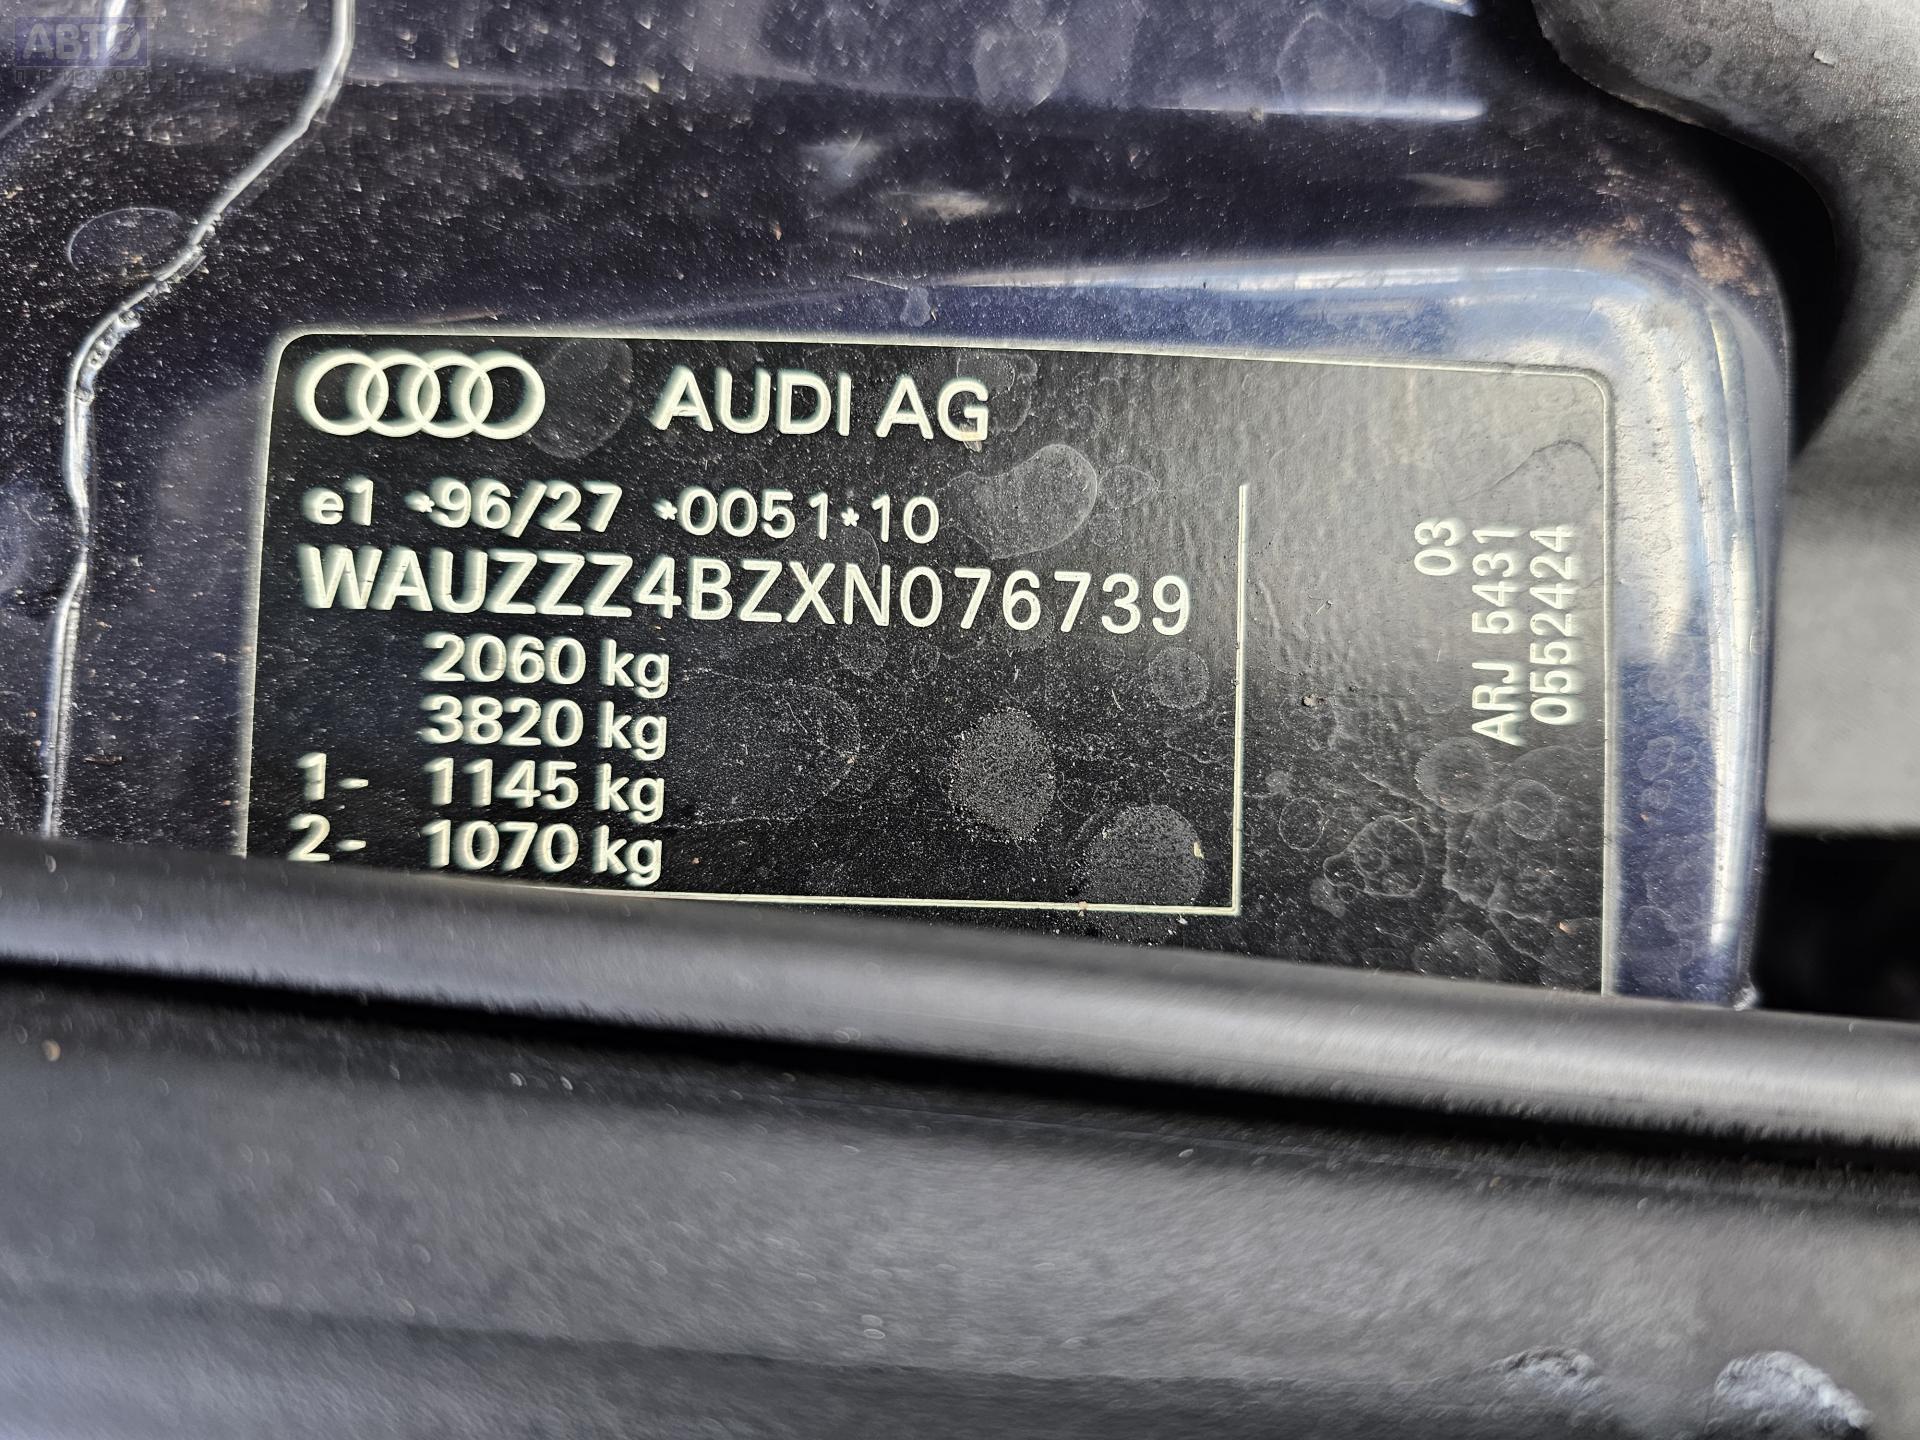 АВТО
AUDI AG
e1 *96/27 *0051*10
WAUZZZ4BZXN076739
2060 kg
3820 kg
1- 1145 kg
2- 1070 kg
03
ARJ 5431
0552424